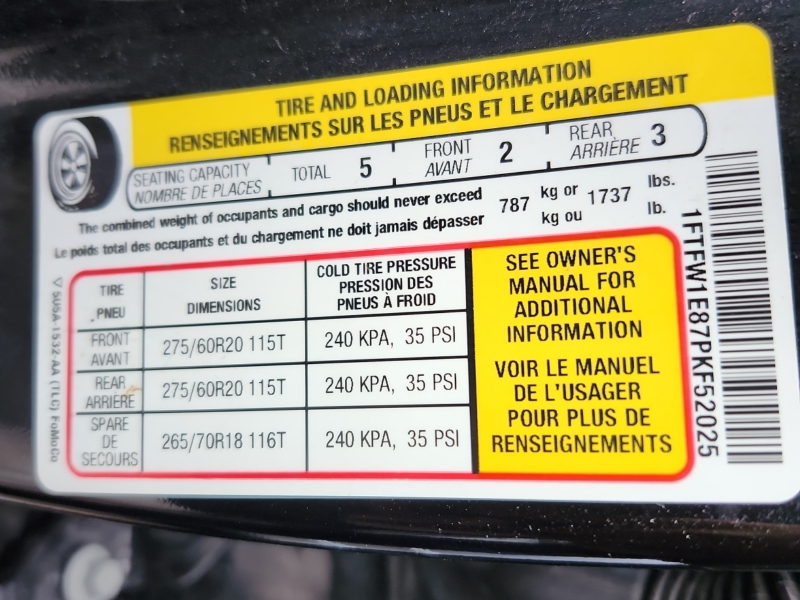 TIRE AND LOADING INFORMATION
RENSEIGNEMENTS SUR LES PNEUS ET LE CHARGEMENT
SEATING CAPACITY
NOMBRE DE PLACES
TOTAL 5
FRONT
AVANT
2
REAR
ARRIÈRE
3
The combined weight of occupants and cargo should never exceed
Le poids total des occupants et du chargement ne doit jamais dépasser
787 kg or 1737 lbs.
kg ou lb.
TIRE
PNEU
SIZE
DIMENSIONS
COLD TIRE PRESSURE
PRESSION DES
PNEUS À FROID
FRONT
AVANT
275/60R20 115T
240 KPA, 35 PSI
REAR
ARRIÈRE
275/60R20 115T
240 KPA, 35 PSI
SPARE
DE
SECOURS
265/70R18 116T
240 KPA, 35 PSI
SEE OWNER'S
MANUAL FOR
ADDITIONAL
INFORMATION
VOIR LE MANUEL
DE L'USAGER
POUR PLUS DE
RENSEIGNEMENTS
1FTFW1E87PKF52025
5U5A-1532 AA (TLC) FoMoCo